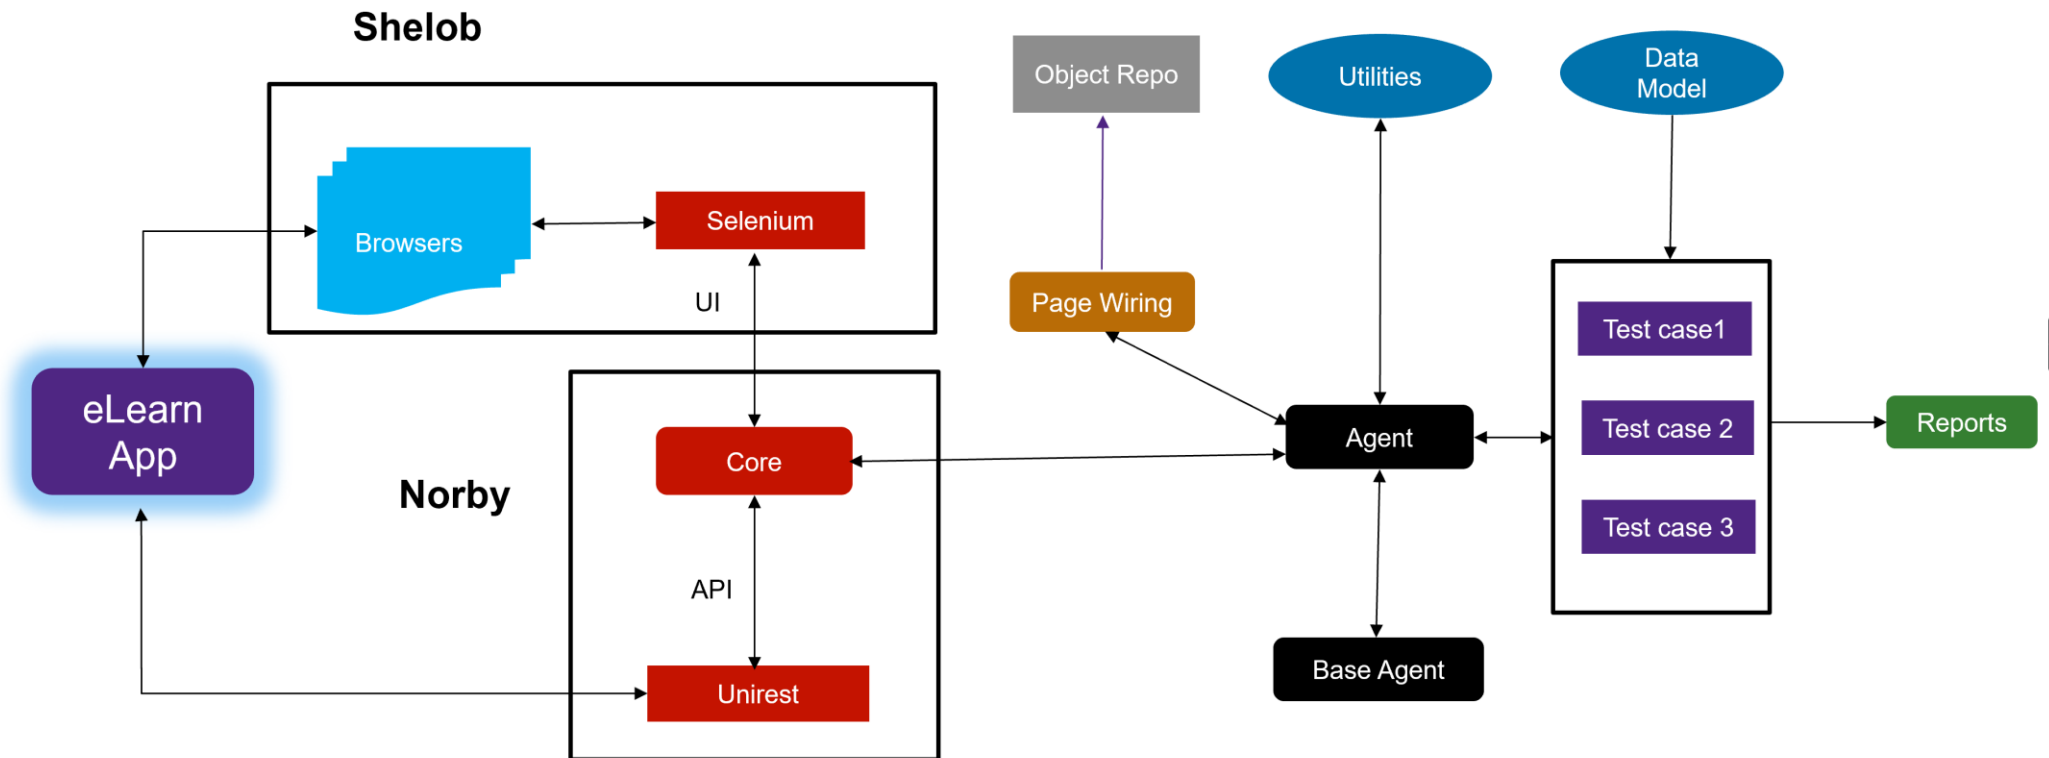 Shelob
Object Repo
Utilities
Data
Model
Browsers
Selenium
UI
Page Wiring
Test case1
eLearn
App
Norby
Core
Agent
Test case 2
Reports
Test case 3
API
Unirest
Base Agent